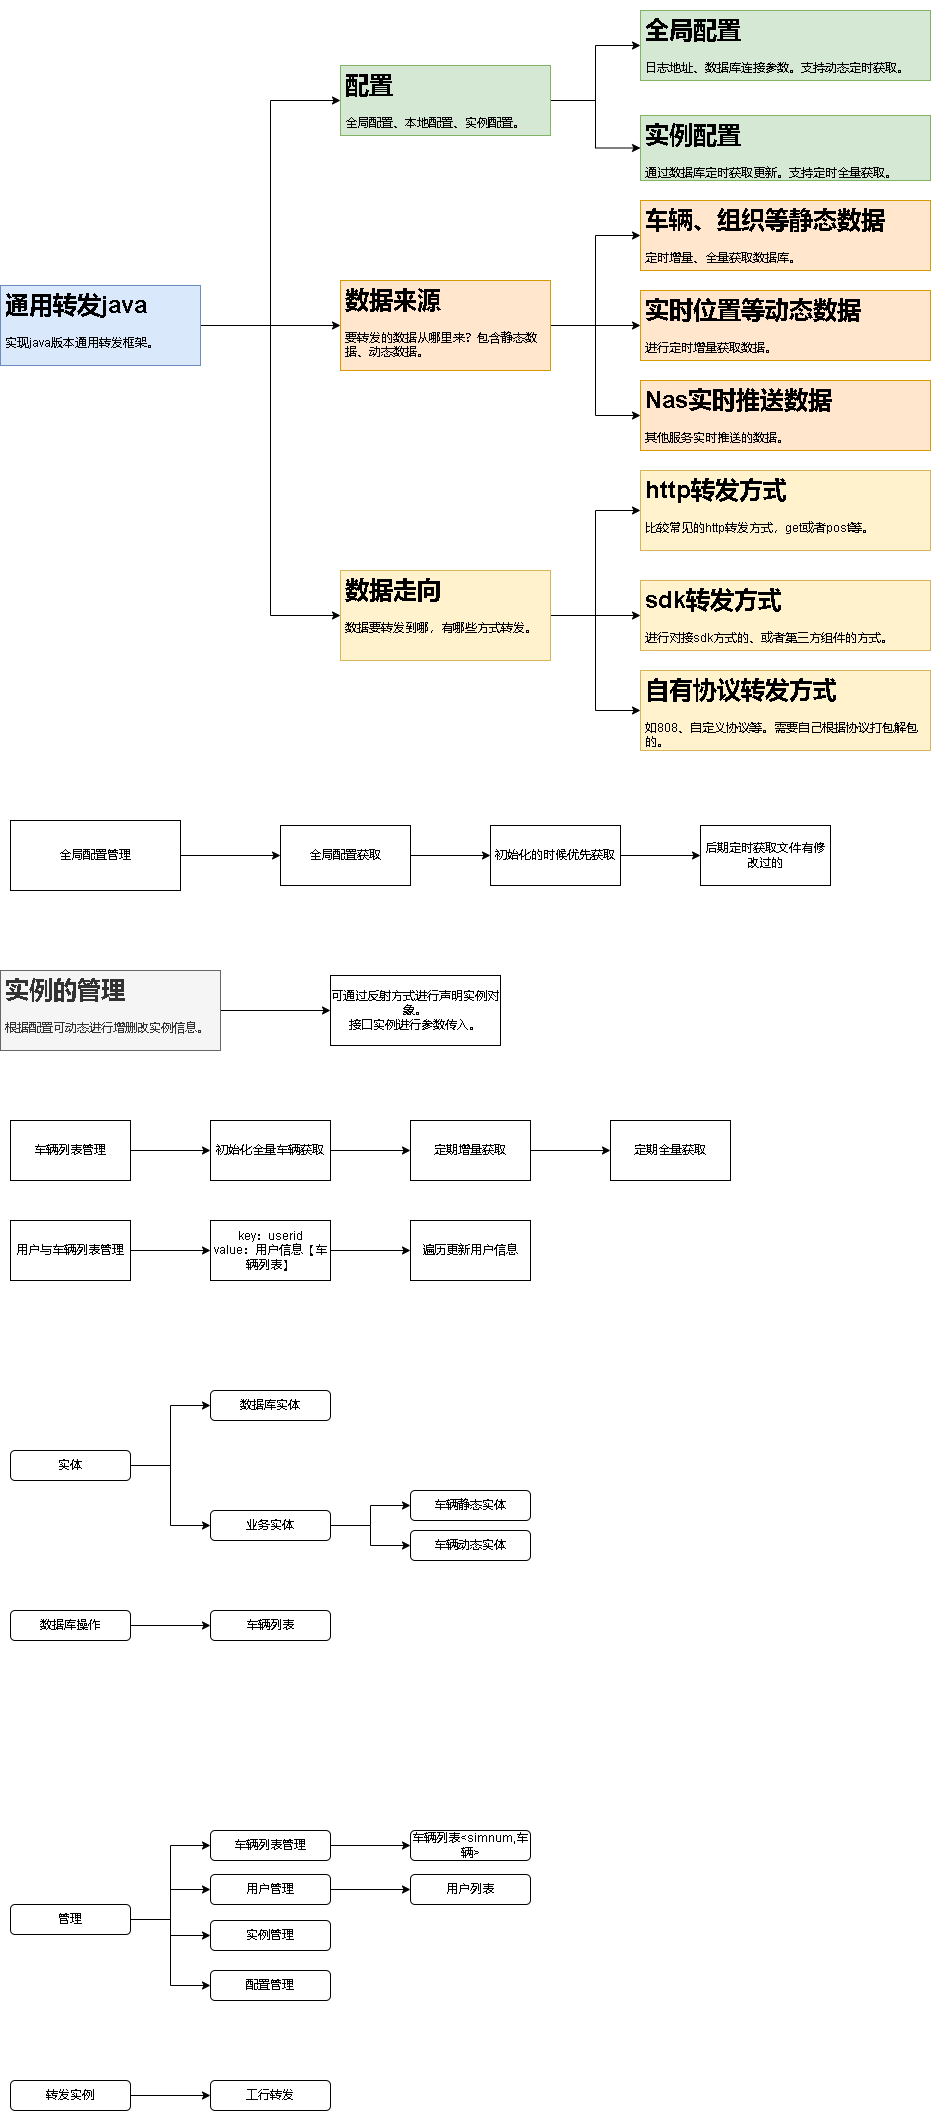 全局配置
日志地址、数据库连接参数。支持动态定时获取。
配置
全局配置、本地配置、实例配置。
实例配置
通过数据库定时获取更新。支持定时全量获取。
车辆、组织等静态数据
定时增量、全量获取数据库。
通用转发java
实现java版本通用转发框架。
数据来源
要转发的数据从哪里来？包含静态数
据、动态数据。
实时位置等动态数据
进行定时增量获取数据。
Nas实时推送数据
其他服务实时推送的数据。
http转发方式
比较常见的http转发方式，get或者post等。
数据走向
数据要转发到哪，有哪些方式转发。
sdk转发方式
进行对接sdk方式的、或者第三方组件的方式。
自有协议转发方式
如808、自定义协议等。需要自己根据协议打包解包
的。
全局配置管理
全局配置获取
初始化的时候优先获取
后期定时获取文件有修
改过的
实例的管理
根据配置可动态进行增删改实例信息。
可通过反射方式进行声明实例对
象。
接口实例进行参数传入。
车辆列表管理
初始化全量车辆获取
定期增量获取
定期全量获取
用户与车辆列表管理
key：userid
value：用户信息【车
辆列表】
遍历更新用户信息
数据库实体
实体
业务实体
车辆静态实体
车辆动态实体
数据库操作
车辆列表
车辆列表管理
车辆列表<simnum,车
辆>
用户管理
用户列表
管理
实例管理
配置管理
转发实例
工行转发